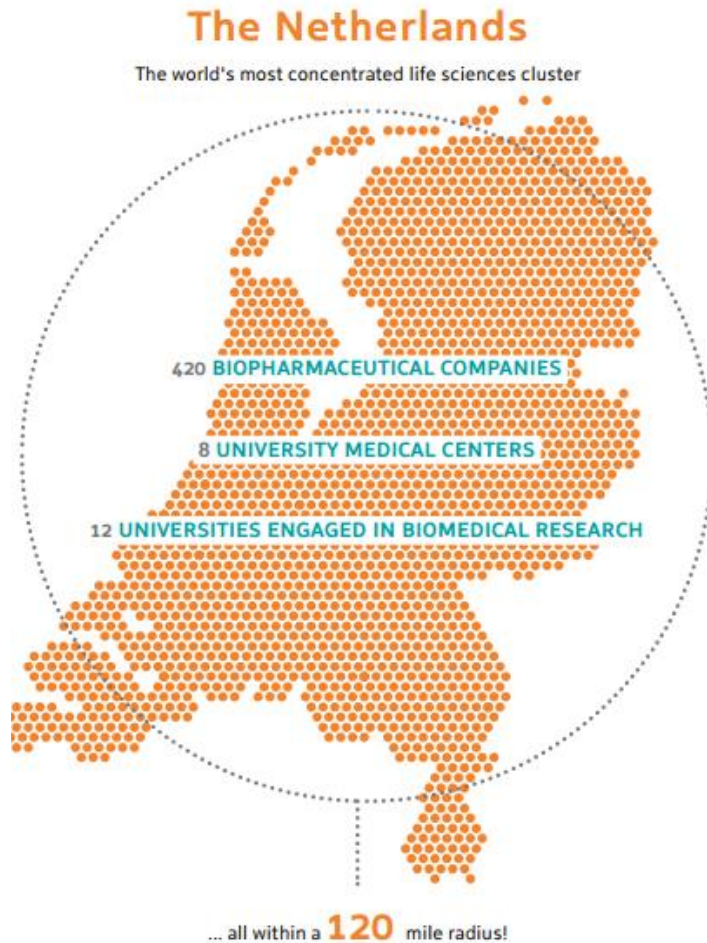 The Netherlands
The world's most concentrated life sciences cluster
420 BIOPHARMACEUTICAL COMPANIES
8 UNIVERSITY MEDICAL CENTERS
12 UNIVERSITIES ENGAGED IN BIOMEDICAL RESEARCH
... all within a 120 mile radius!